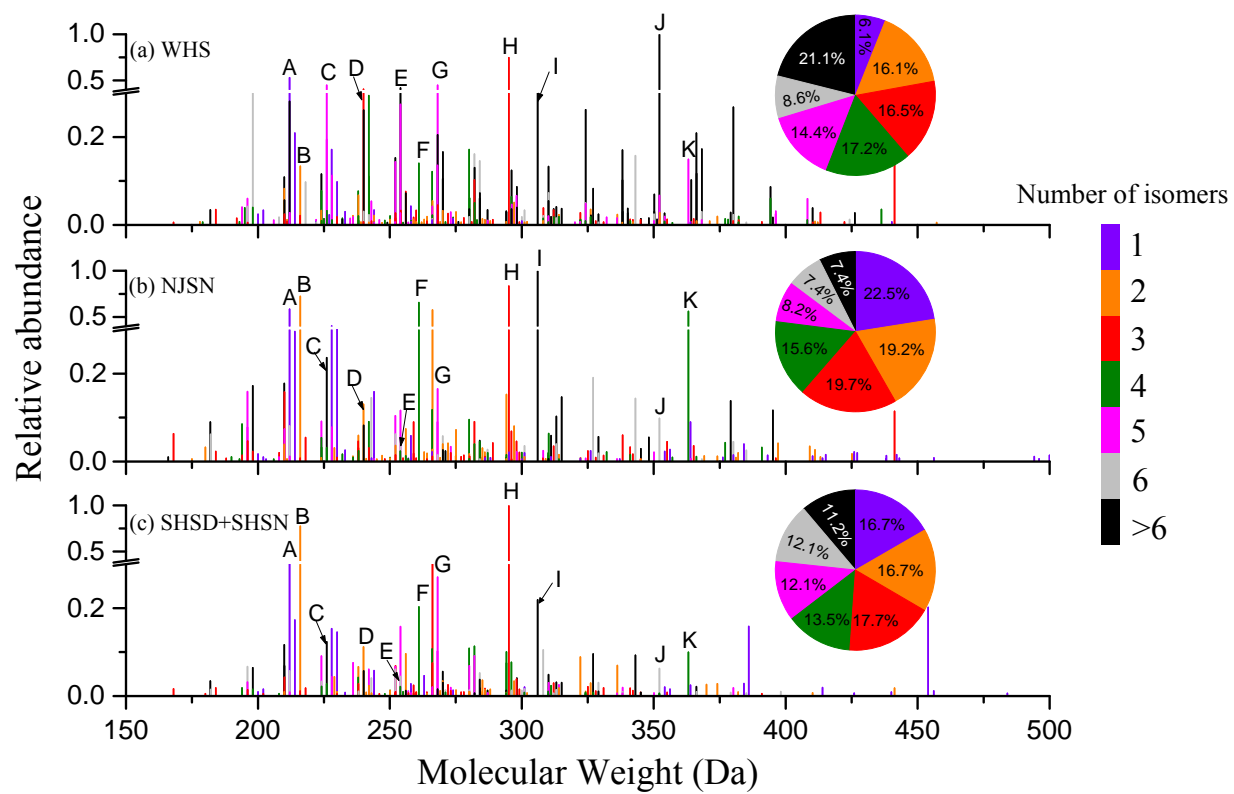 Relative abundance
(a) WHS
1.0
0.5
0.2
0.0
A
B
C
D
E
F
G
H
I
J
K
6.1%
16.1%
16.5%
17.2%
14.4%
8.6%
21.1%
(b) NJSN
1.0
0.5
0.2
0.0
A
B
C
D
E
F
G
H
I
J
K
22.5%
19.2%
19.7%
15.6%
8.2%
7.4%
7.4%
(c) SHSD+SHSN
1.0
0.5
0.2
0.0
A
B
C
D
E
F
G
H
I
J
K
16.7%
16.7%
17.7%
13.5%
12.1%
12.1%
11.2%
150 200 250 300 350 400 450 500
Molecular Weight (Da)
Number of isomers
1
2
3
4
5
6
>6